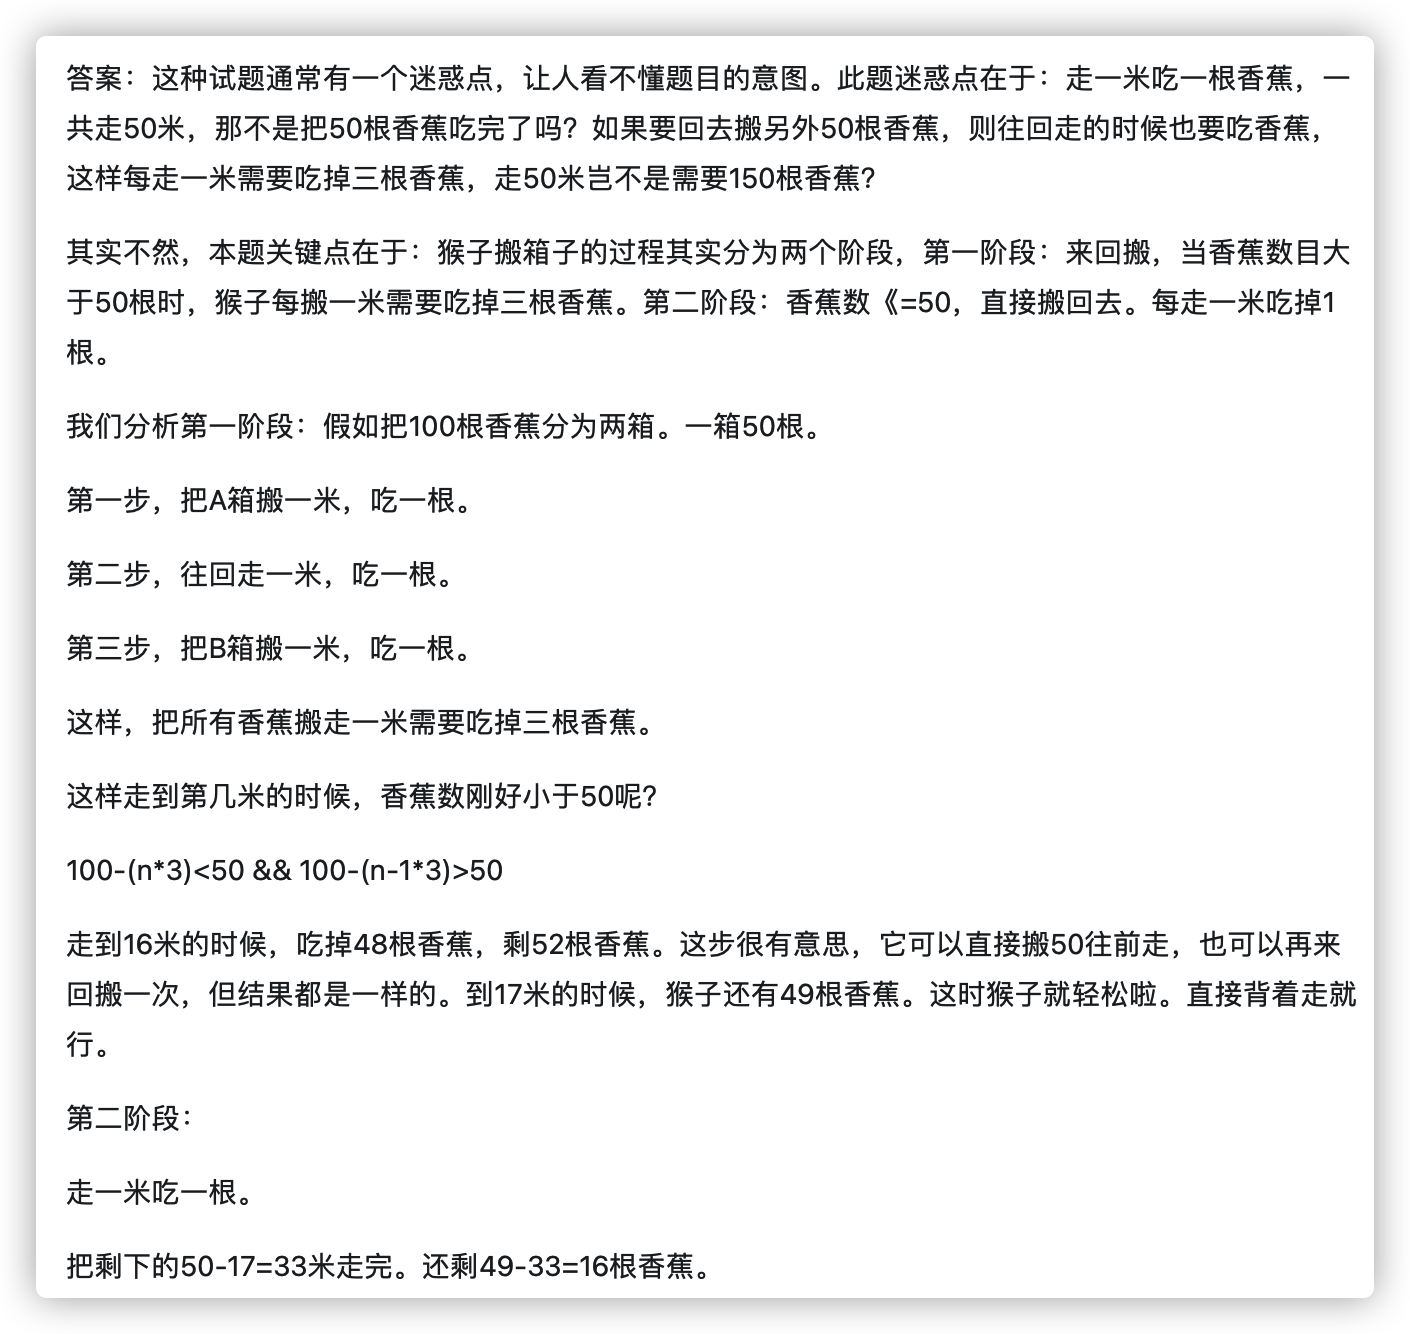 答案：这种试题通常有一个迷惑点，让人看不懂题目的意图。此题迷惑点在于：走一米吃一根香蕉，一
共走50米，那不是把50根香蕉吃完了吗？如果要回去搬另外50根香蕉，则往回走的时候也要吃香蕉，
这样每走一米需要吃掉三根香蕉，走50米岂不是需要150根香蕉？
其实不然，本题关键点在于：猴子搬箱子的过程其实分为两个阶段，第一阶段：来回搬，当香蕉数目大
于50根时，猴子每搬一米需要吃掉三根香蕉。第二阶段：香蕉数《=50，直接搬回去。每走一米吃掉1
根。
我们分析第一阶段：假如把100根香蕉分为两箱。一箱50根。
第一步，把A箱搬一米，吃一根。
第二步，往回走一米，吃一根。
第三步，把B箱搬一米，吃一根。
这样，把所有香蕉搬走一米需要吃掉三根香蕉。
这样走到第几米的时候，香蕉数刚好小于50呢？
100-(n*3)<50 && 100-(n-1*3)>50
走到16米的时候，吃掉48根香蕉，剩52根香蕉。这步很有意思，它可以直接搬50往前走，也可以再来
回搬一次，但结果都是一样的。到17米的时候，猴子还有49根香蕉。这时猴子就轻松啦。直接背着走就
行。
第二阶段：
走一米吃一根。
把剩下的50-17=33米走完。还剩49-33=16根香蕉。